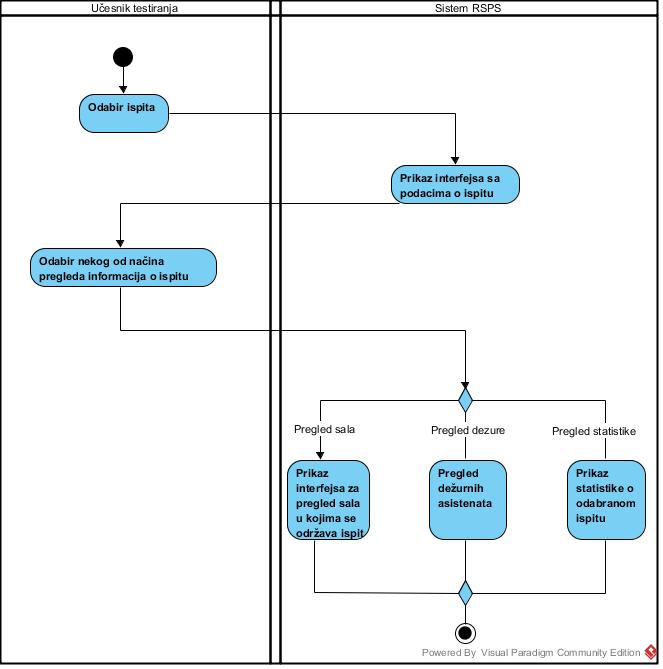 Učesnik testiranja
Sistem RSPS
Odabir ispita
Prikaz interfejsa sa
podacima o ispitu
Odabir nekog od načina
pregleda informacija o ispitu
Pregled sala
Pregled dezure
Pregled statistike
Prikaz
interfejsa za
pregled sala
u kojima se
održava ispit
Pregled
dežurnih
asistenata
Prikaz
statistike o
odabranom
ispitu
Powered By Visual Paradigm Community Edition